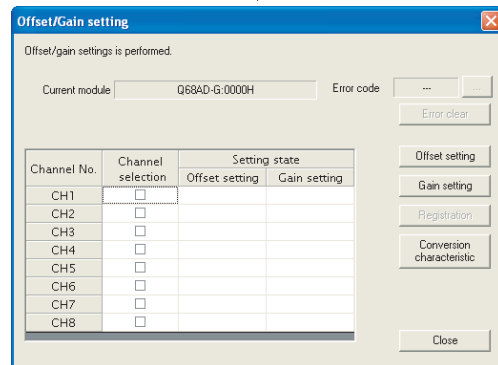 Offset/Gain setting
Offset/gain settings is performed.
Current module Q68AD-G:0000H Error code --- ...
Error clear
Channel No. Channel selection Setting state
Offset setting Gain setting
CH1
CH2
CH3
CH4
CH5
CH6
CH7
CH8
Offset setting
Gain setting
Registration
Conversion
characteristic
Close